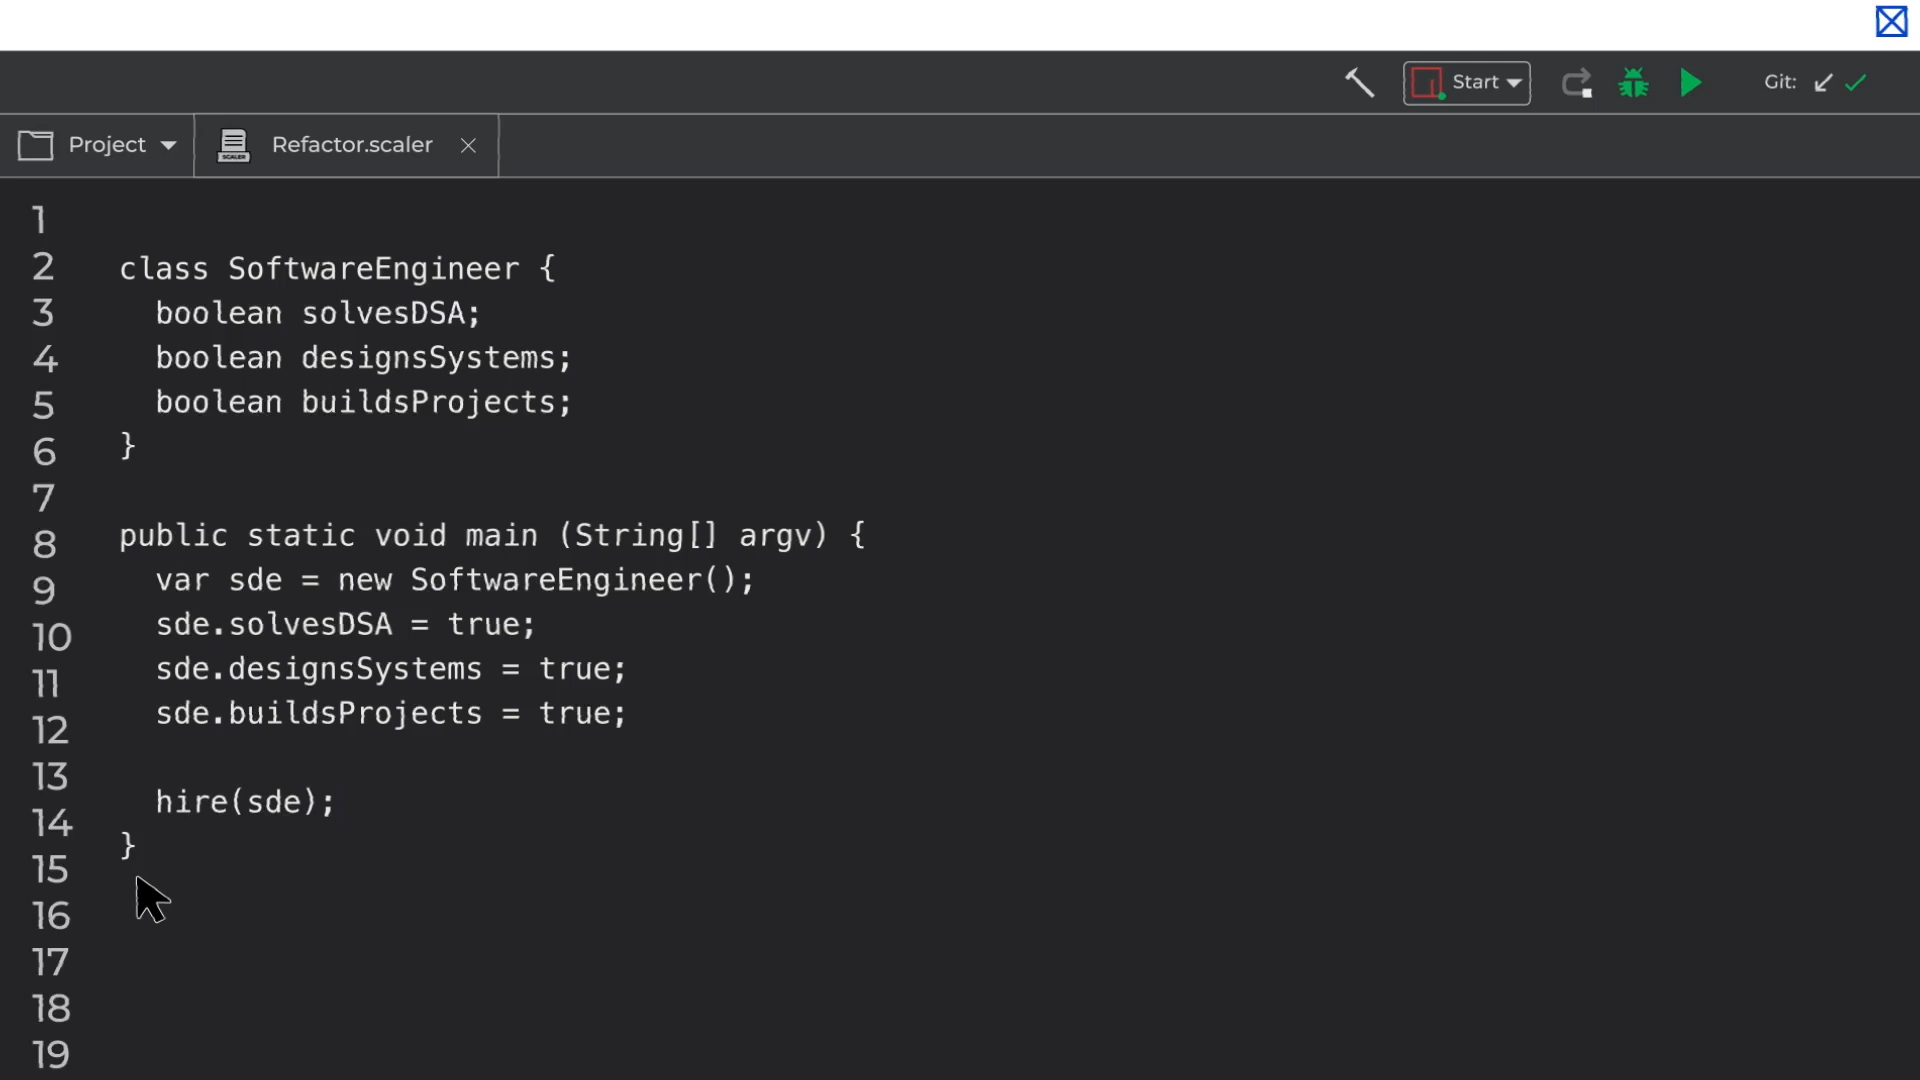 Start
Git:
Project
SCALER
Refactor.scaler
1
2 class SoftwareEngineer {
3 boolean solvesDSA;
4 boolean designsSystems;
5 boolean buildsProjects;
6 }
7
8 public static void main (String[] argv) {
9 var sde = new SoftwareEngineer();
10 sde.solvesDSA = true;
11 sde.designsSystems = true;
12 sde.buildsProjects = true;
13
14 hire(sde);
15 }
16
17
18
19